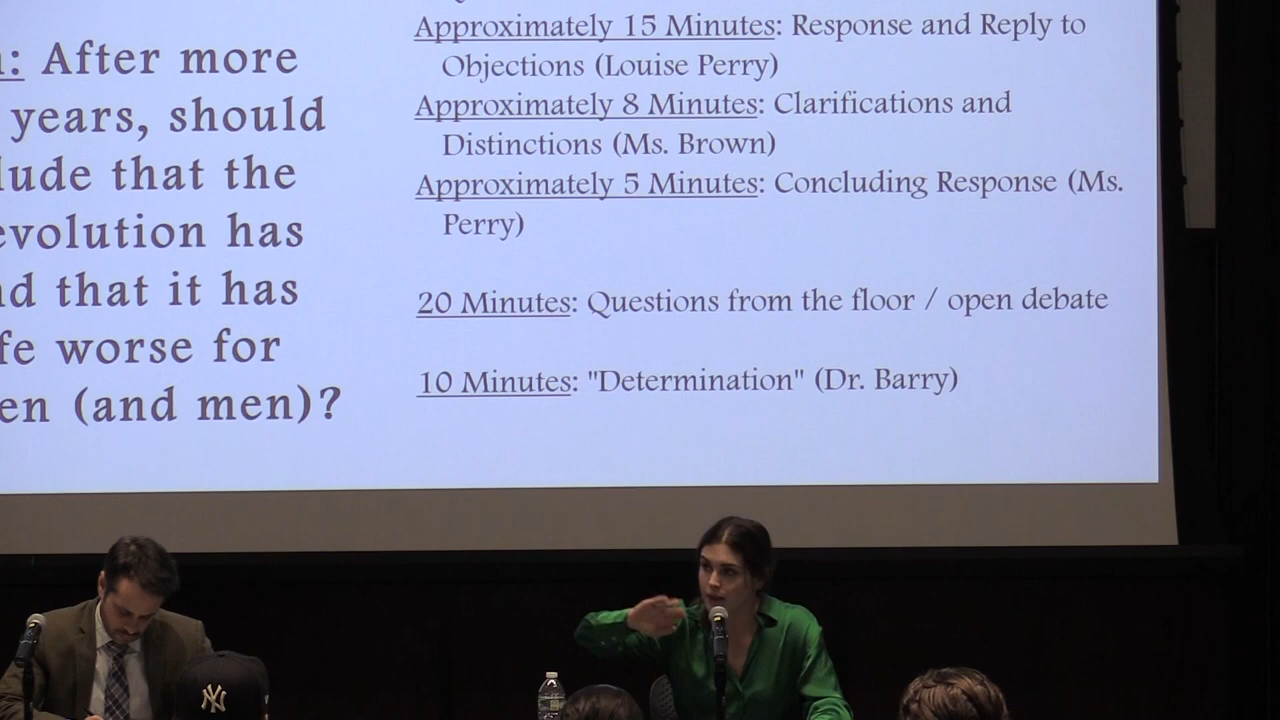 : After more
years, should
lude that the
evolution has
nd that it has
fe worse for
en (and men)?
Approximately 15 Minutes: Response and Reply to
Objections (Louise Perry)
Approximately 8 Minutes: Clarifications and
Distinctions (Ms. Brown)
Approximately 5 Minutes: Concluding Response (Ms.
Perry)
20 Minutes: Questions from the floor / open debate
10 Minutes: "Determination" (Dr. Barry)
NY